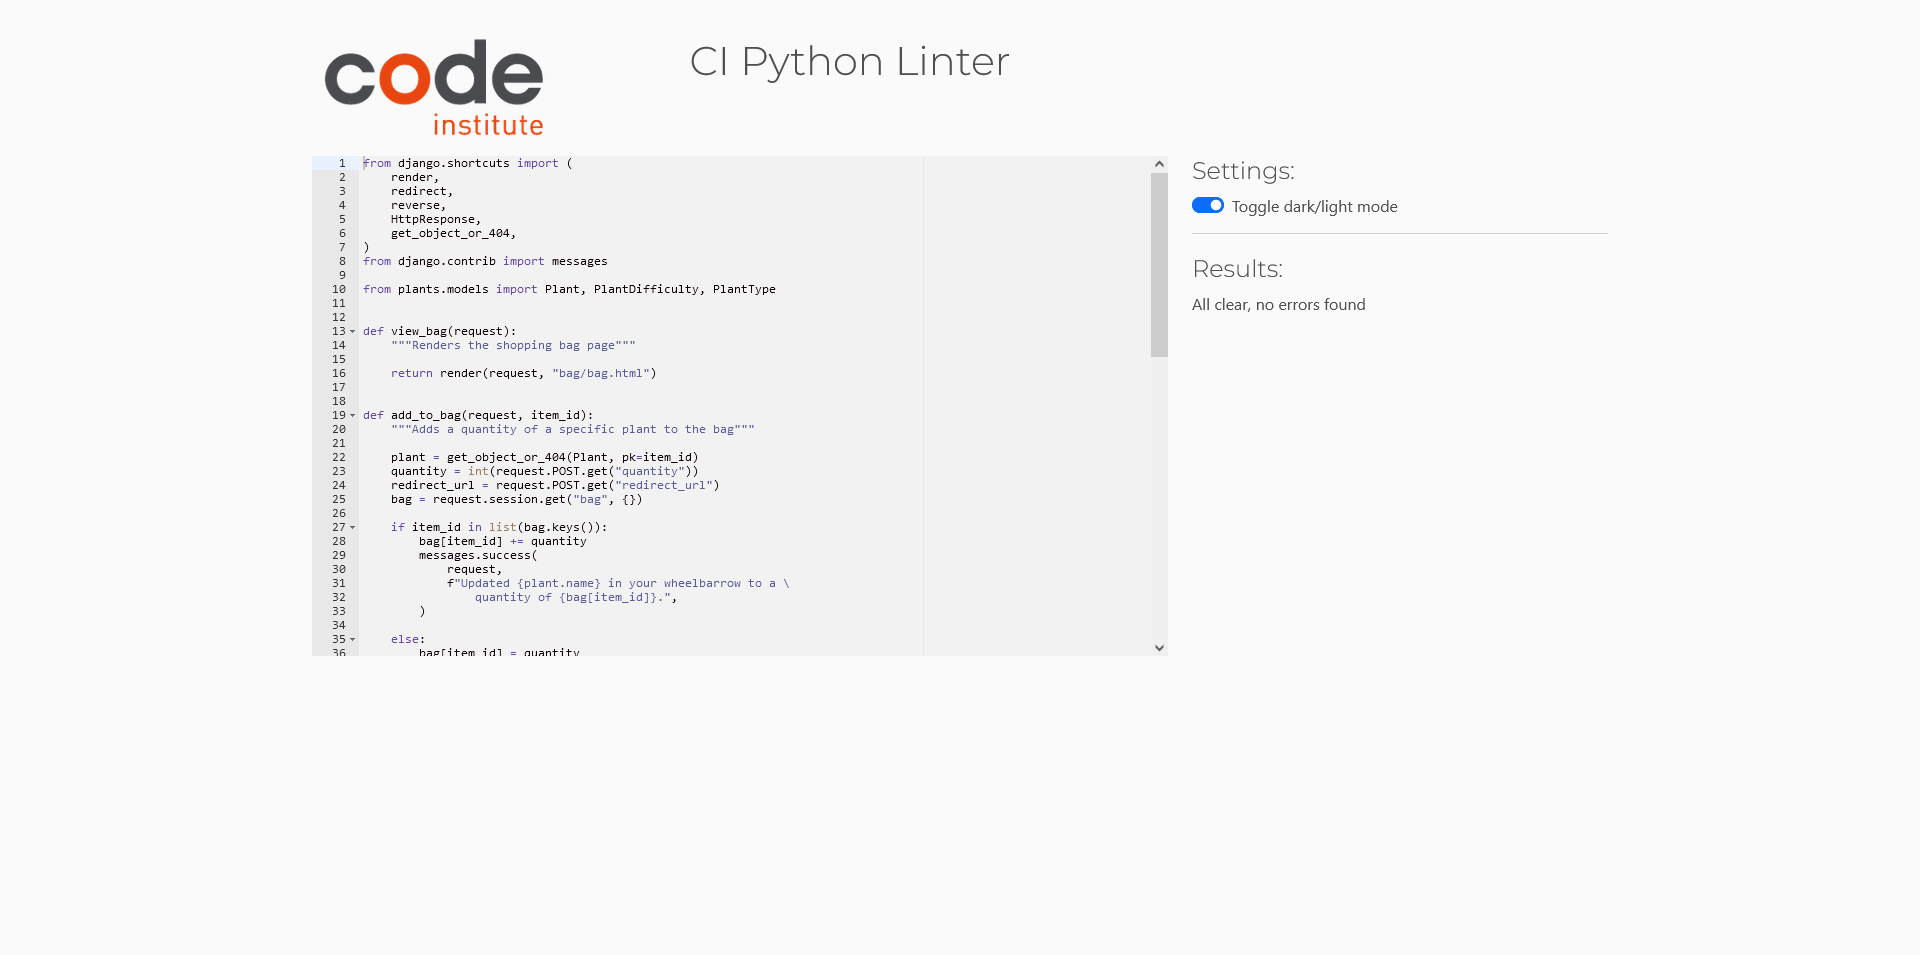 code
institute
CI Python Linter
1 from django.shortcuts import (
2     render,
3     redirect,
4     reverse,
5     HttpResponse,
6     get_object_or_404,
7 )
8 from django.contrib import messages
9
10 from plants.models import Plant, PlantDifficulty, PlantType
11
12
13 def view_bag(request):
14     """Renders the shopping bag page"""
15
16     return render(request, "bag/bag.html")
17
18
19 def add_to_bag(request, item_id):
20     """Adds a quantity of a specific plant to the bag"""
21
22     plant = get_object_or_404(Plant, pk=item_id)
23     quantity = int(request.POST.get("quantity"))
24     redirect_url = request.POST.get("redirect_url")
25     bag = request.session.get("bag", {})
26
27     if item_id in list(bag.keys()):
28         bag[item_id] += quantity
29         messages.success(
30             request,
31             f"Updated {plant.name} in your wheelbarrow to a \
32                 quantity of {bag[item_id]}.",
33         )
34
35     else:
36         bag[item_id] = quantity
Settings:
Toggle dark/light mode
Results:
All clear, no errors found